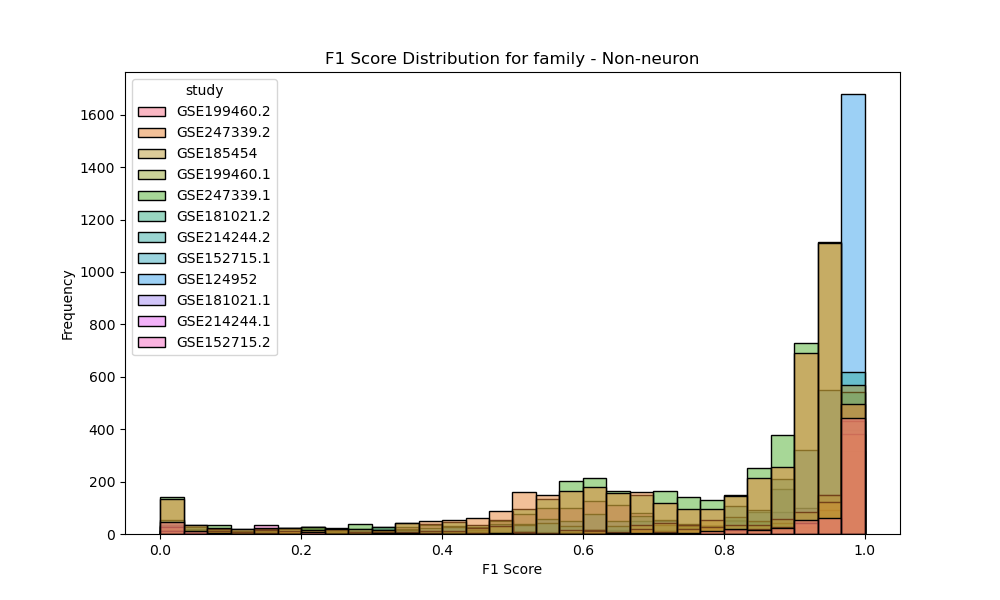 F1 Score Distribution for family - Non-neuron
study
GSE199460.2
GSE247339.2
GSE185454
GSE199460.1
GSE247339.1
GSE181021.2
GSE214244.2
GSE152715.1
GSE124952
GSE181021.1
GSE214244.1
GSE152715.2
Frequency
1600
1400
1200
1000
800
600
400
200
0
0.0 0.2 0.4 0.6 0.8 1.0
F1 Score